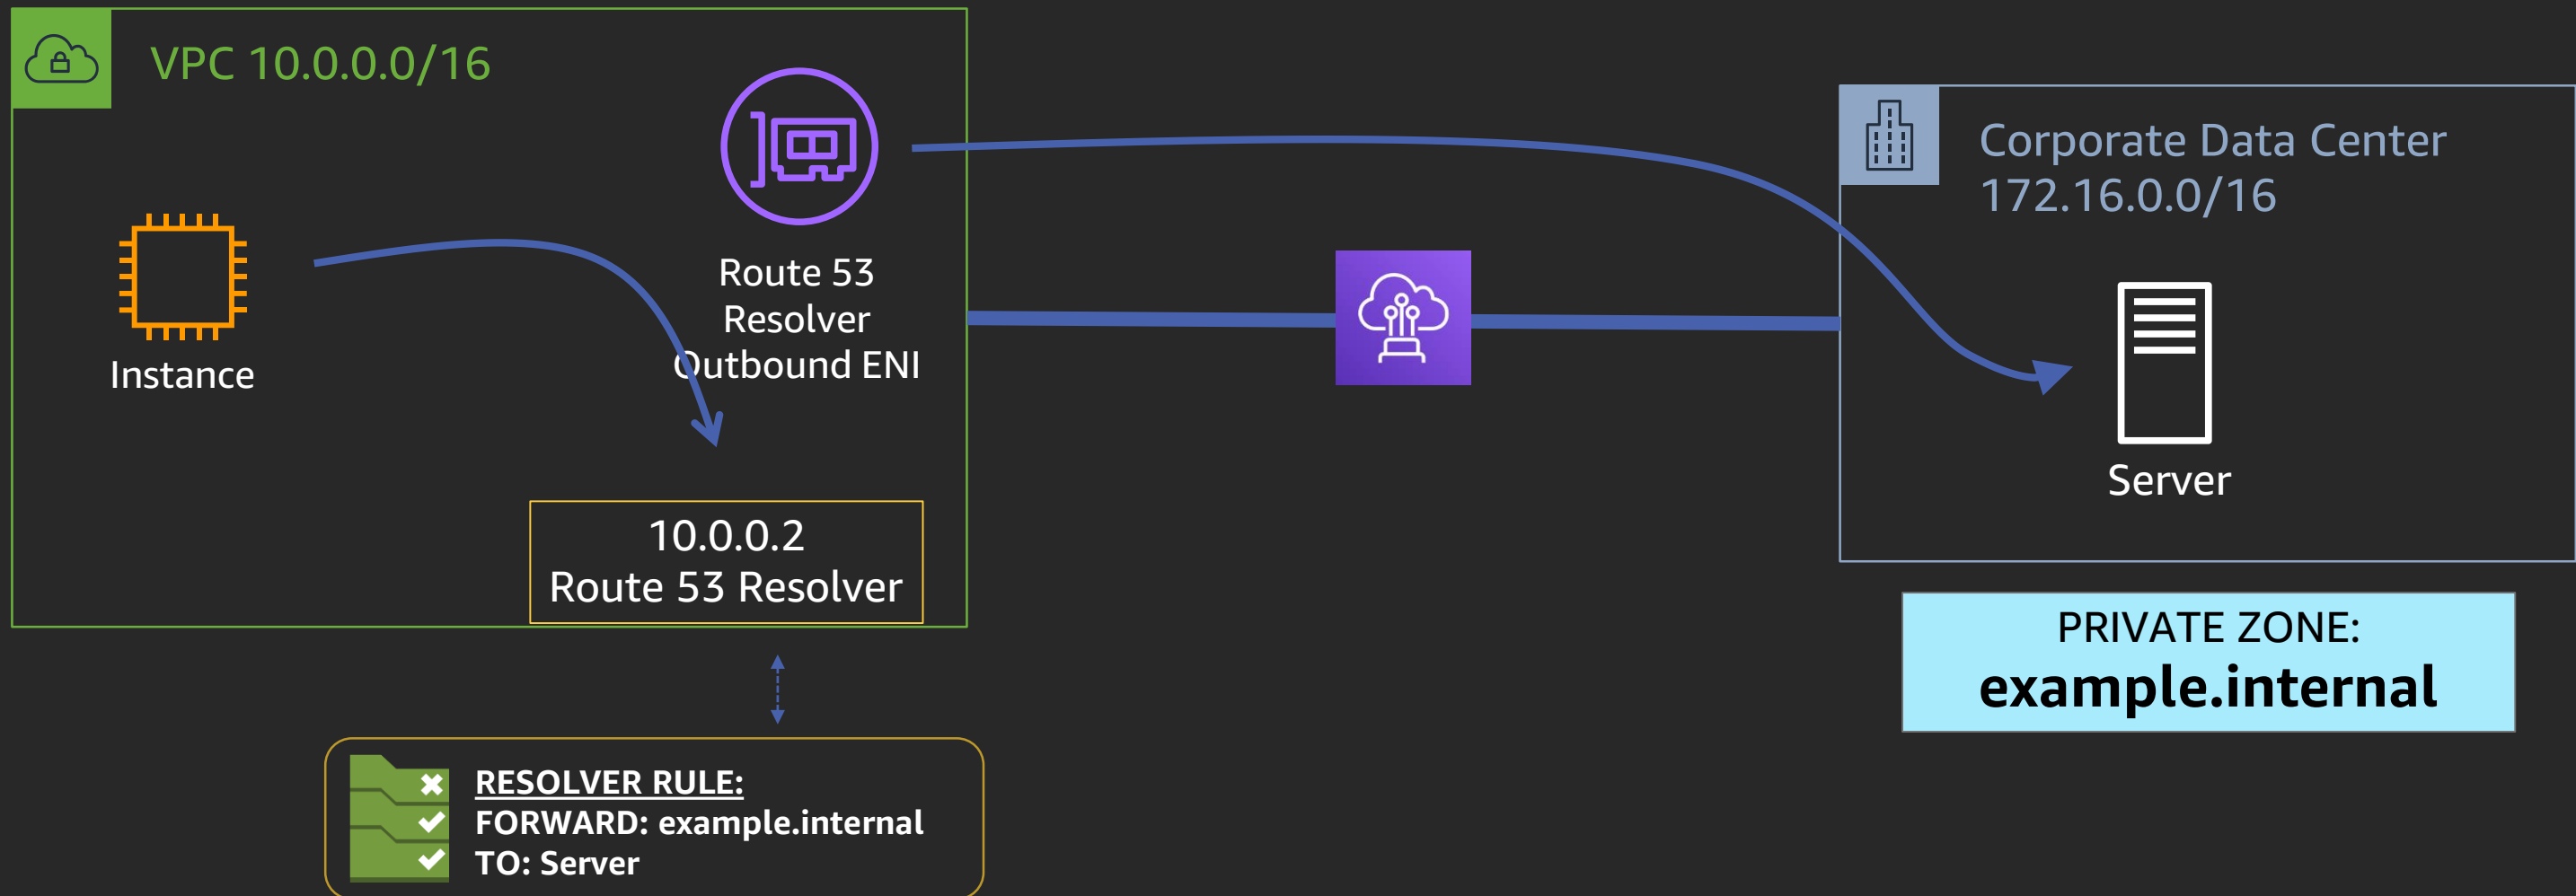 VPC 10.0.0.0/16
Instance
Route 53
Resolver
Outbound ENI
10.0.0.2
Route 53 Resolver
RESOLVER RULE:
FORWARD: example.internal
TO: Server
Corporate Data Center
172.16.0.0/16
Server
PRIVATE ZONE:
example.internal